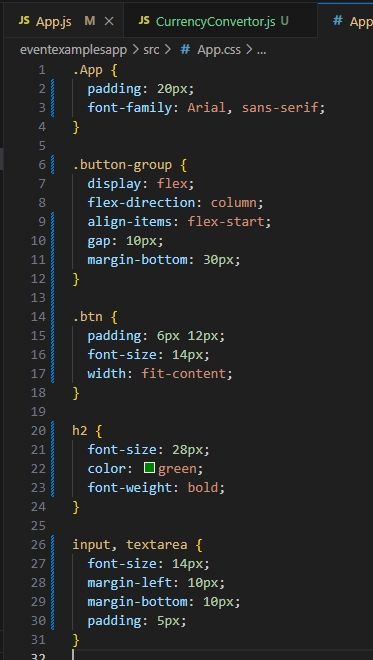 App.js M × CurrencyConvertor.js U # App
eventexamplesapp > src > # App.css > ...
1 .App {
2 padding: 20px;
3 font-family: Arial, sans-serif;
4 }
5
6 .button-group {
7 display: flex;
8 flex-direction: column;
9 align-items: flex-start;
10 gap: 10px;
11 margin-bottom: 30px;
12 }
13
14 .btn {
15 padding: 6px 12px;
16 font-size: 14px;
17 width: fit-content;
18 }
19
20 h2 {
21 font-size: 28px;
22 color: green;
23 font-weight: bold;
24 }
25
26 input, textarea {
27 font-size: 14px;
28 margin-left: 10px;
29 margin-bottom: 10px;
30 padding: 5px;
31 }
32